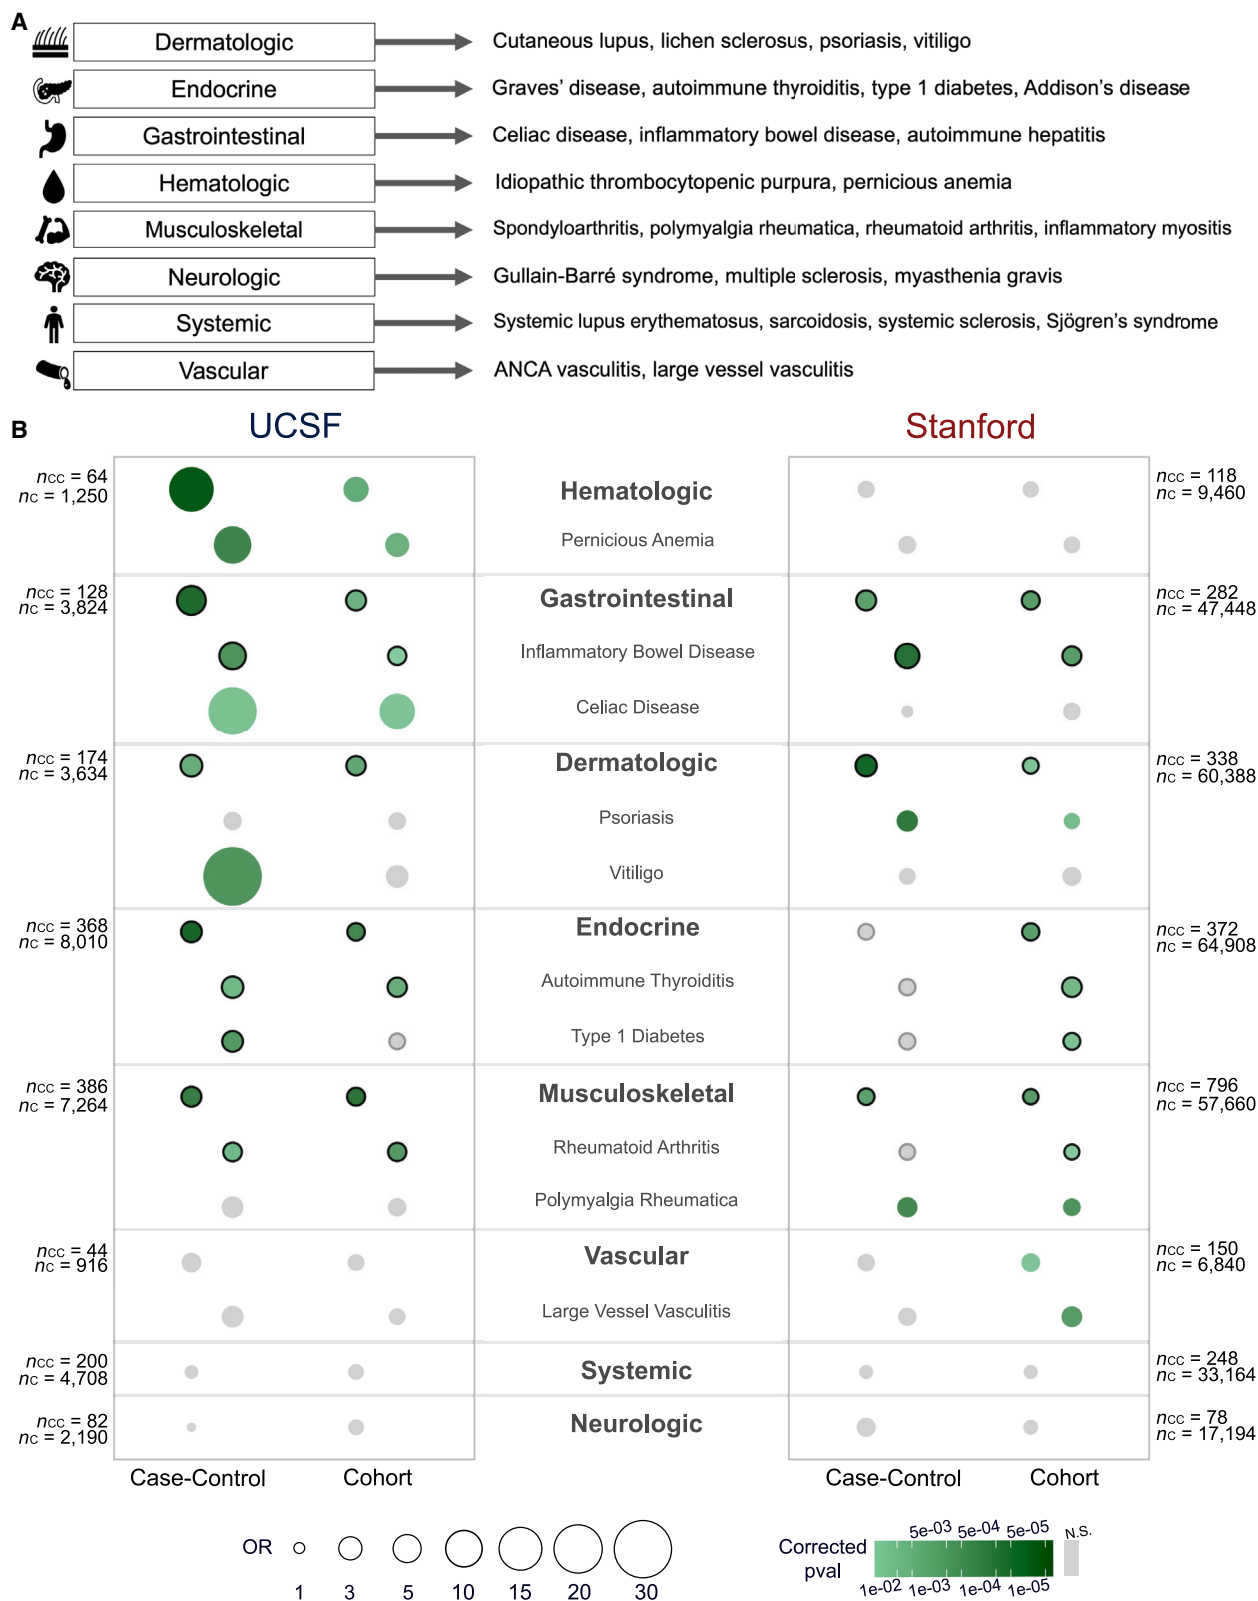 A
Dermatologic
Cutaneous lupus, lichen sclerosus, psoriasis, vitiligo
Endocrine
Graves' disease, autoimmune thyroiditis, type 1 diabetes, Addison's disease
Gastrointestinal
Celiac disease, inflammatory bowel disease, autoimmune hepatitis
Hematologic
Idiopathic thrombocytopenic purpura, pernicious anemia
Musculoskeletal
Spondyloarthritis, polymyalgia rheumatica, rheumatoid arthritis, inflammatory myositis
Neurologic
Gullain-Barré syndrome, multiple sclerosis, myasthenia gravis
Systemic
Systemic lupus erythematosus, sarcoidosis, systemic sclerosis, Sjögren's syndrome
Vascular
ANCA vasculitis, large vessel vasculitis
B
UCSF
Stanford
ncc = 64
nc = 1,250
Hematologic
ncc = 118
nc = 9,460
Pernicious Anemia
ncc = 128
nc = 3,824
Gastrointestinal
ncc = 282
nc = 47,448
Inflammatory Bowel Disease
Celiac Disease
ncc = 174
nc = 3,634
Dermatologic
ncc = 338
nc = 60,388
Psoriasis
Vitiligo
ncc = 368
nc = 8,010
Endocrine
ncc = 372
nc = 64,908
Autoimmune Thyroiditis
Type 1 Diabetes
ncc = 386
nc = 7,264
Musculoskeletal
ncc = 796
nc = 57,660
Rheumatoid Arthritis
Polymyalgia Rheumatica
ncc = 44
nc = 916
Vascular
ncc = 150
nc = 6,840
Large Vessel Vasculitis
ncc = 200
nc = 4,708
Systemic
ncc = 248
nc = 33,164
ncc = 82
nc = 2,190
Neurologic
ncc = 78
nc = 17,194
Case-Control
Cohort
Case-Control
Cohort
OR
1 3 5 10 15 20 30
Corrected
pval
5e-03 5e-04 5e-05
N.S.
1e-02 1e-03 1e-04 1e-05